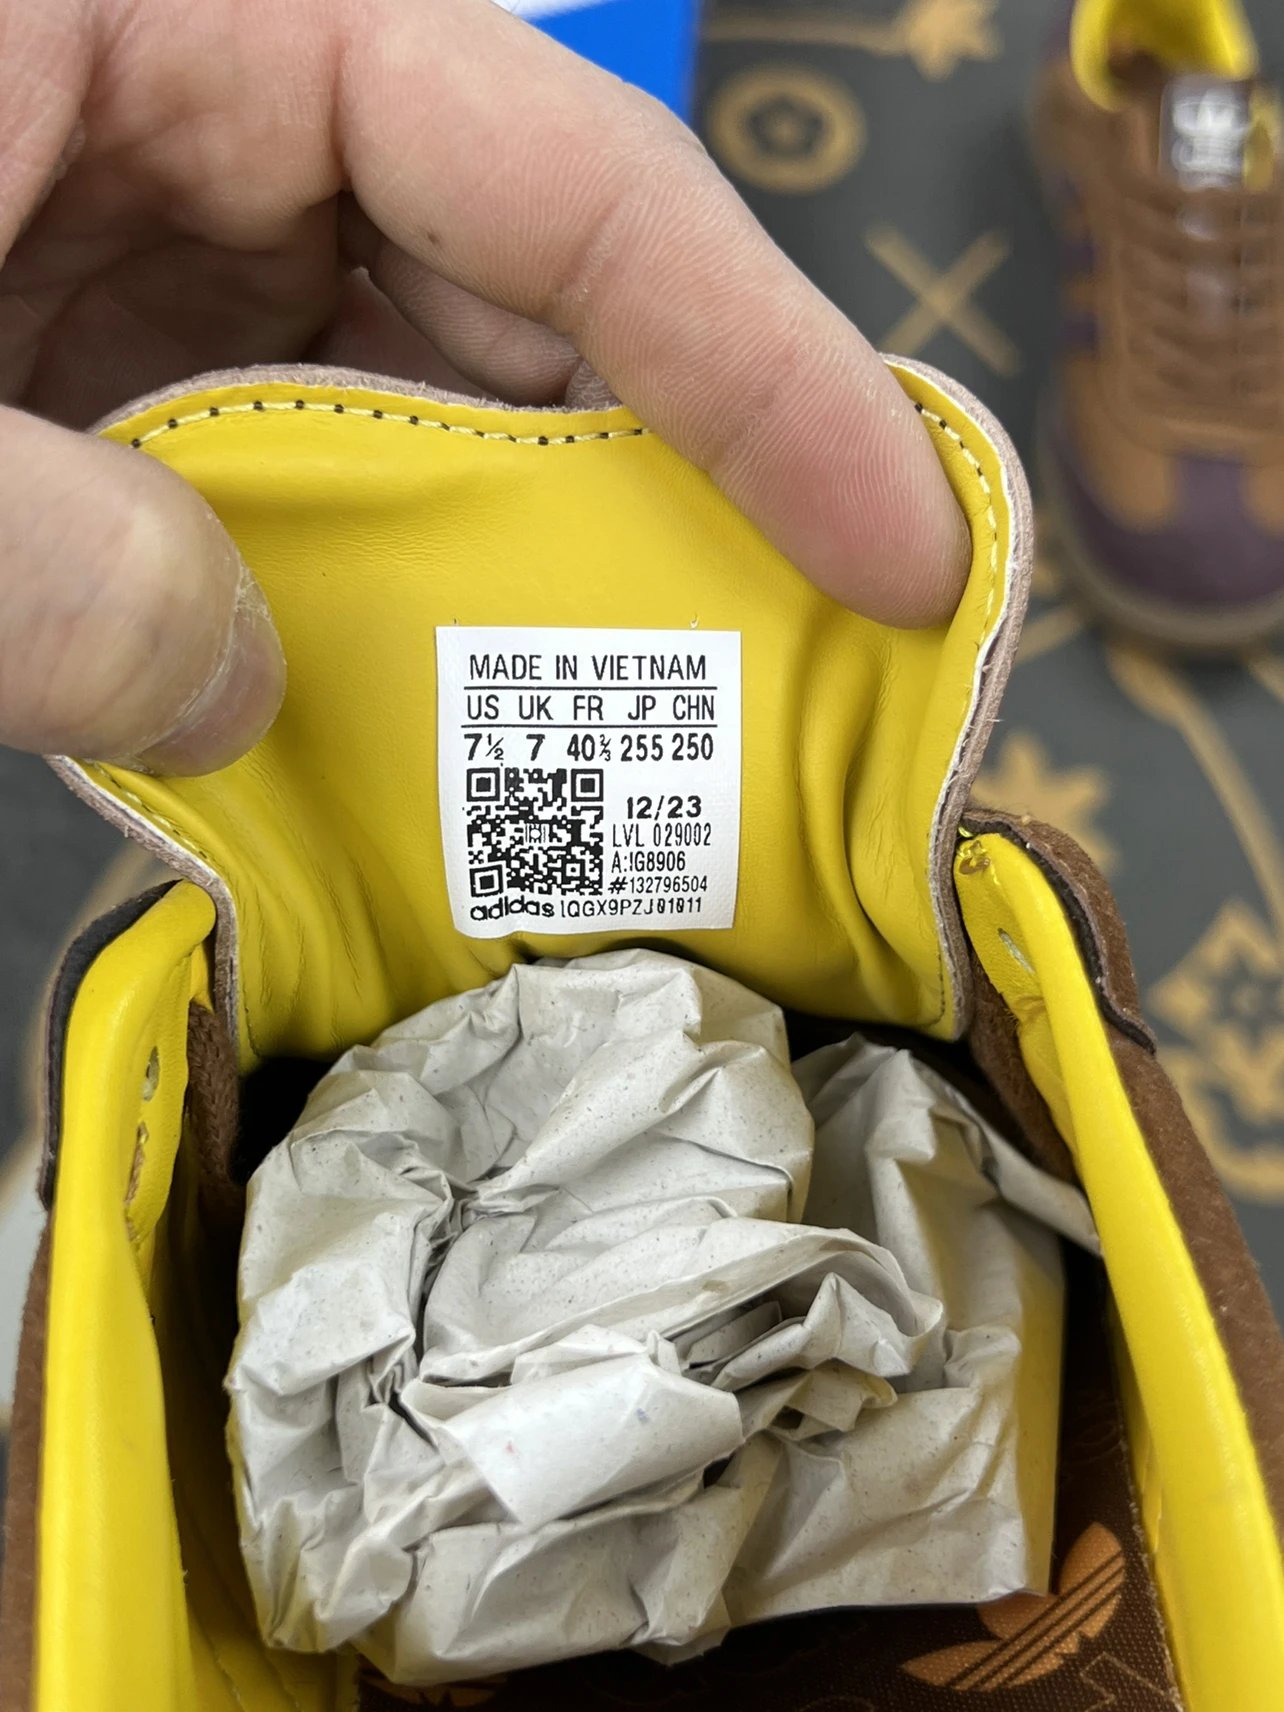 MADE IN VIETNAM
US UK FR JP CHN
7½ 7 40⅔ 255 250
12/23
LVL 029002
A:IG8906
#132796504
adidas 1QGX9PZJ01011